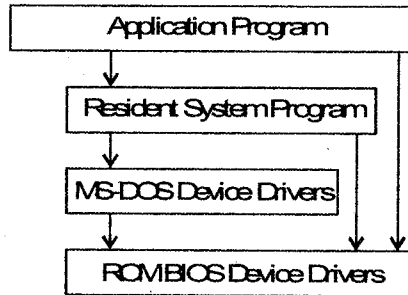 Application Program
Resident System Program
MS-DOS Device Drivers
ROM BIOS Device Drivers